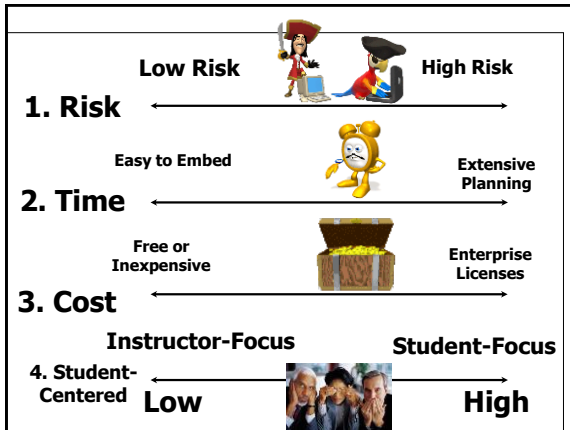 Low Risk
High Risk
1. Risk
Easy to Embed
Extensive
Planning
2. Time
Free or
Inexpensive
Enterprise
Licenses
3. Cost
Instructor-Focus
Student-Focus
4. Student-
Centered
Low
High